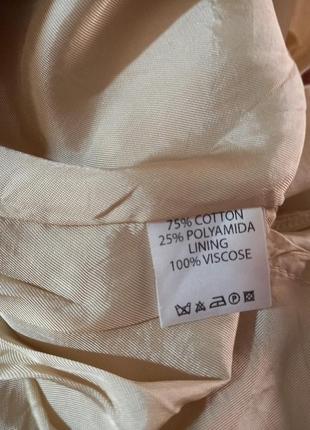 75% COTTON
25% POLYAMIDA
LINING
100% VISCOSE